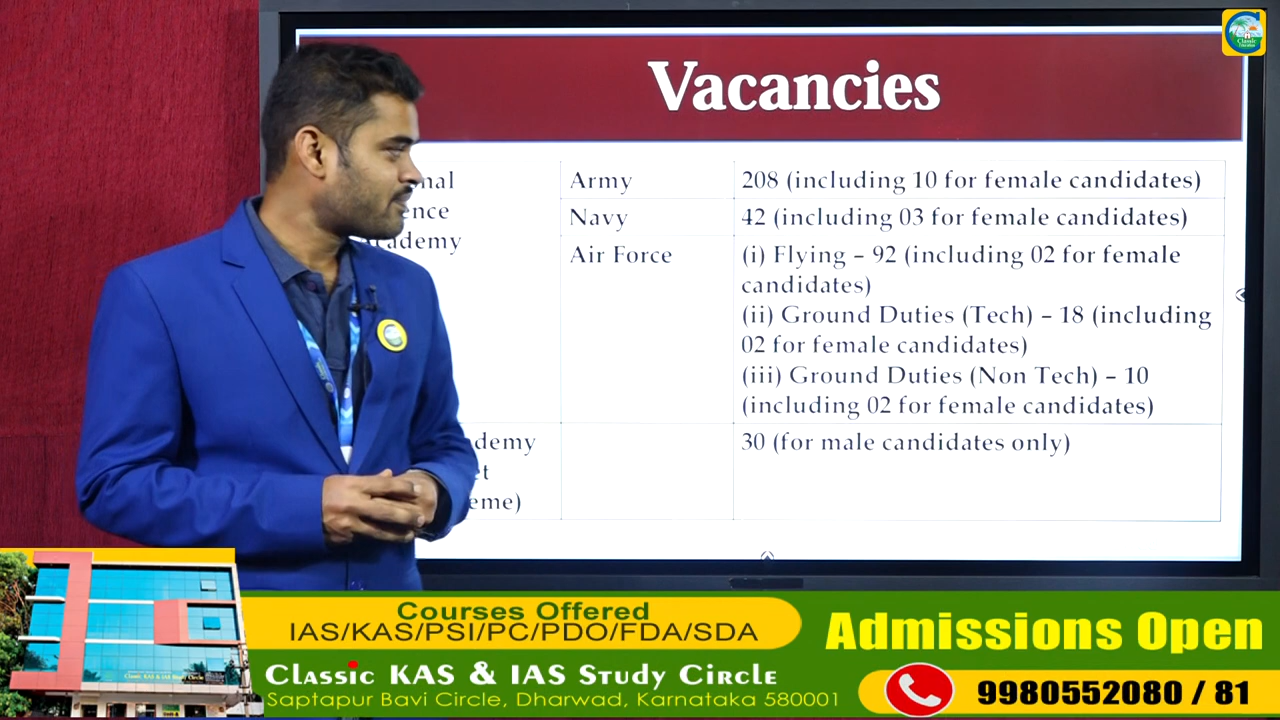 Vacancies
Army
208 (including 10 for female candidates)
Navy
42 (including 03 for female candidates)
Academy
Air Force
(i) Flying – 92 (including 02 for female
candidates)
(ii) Ground Duties (Tech) – 18 (including
02 for female candidates)
(iii) Ground Duties (Non Tech) – 10
(including 02 for female candidates)
30 (for male candidates only)
Courses Offered
IAS/KAS/PSI/PC/PDO/FDA/SDA
Classic KAS & IAS Study Circle
Saptapur Bavi Circle, Dharwad, Karnataka 580001
Admissions Open
9980552080 / 81